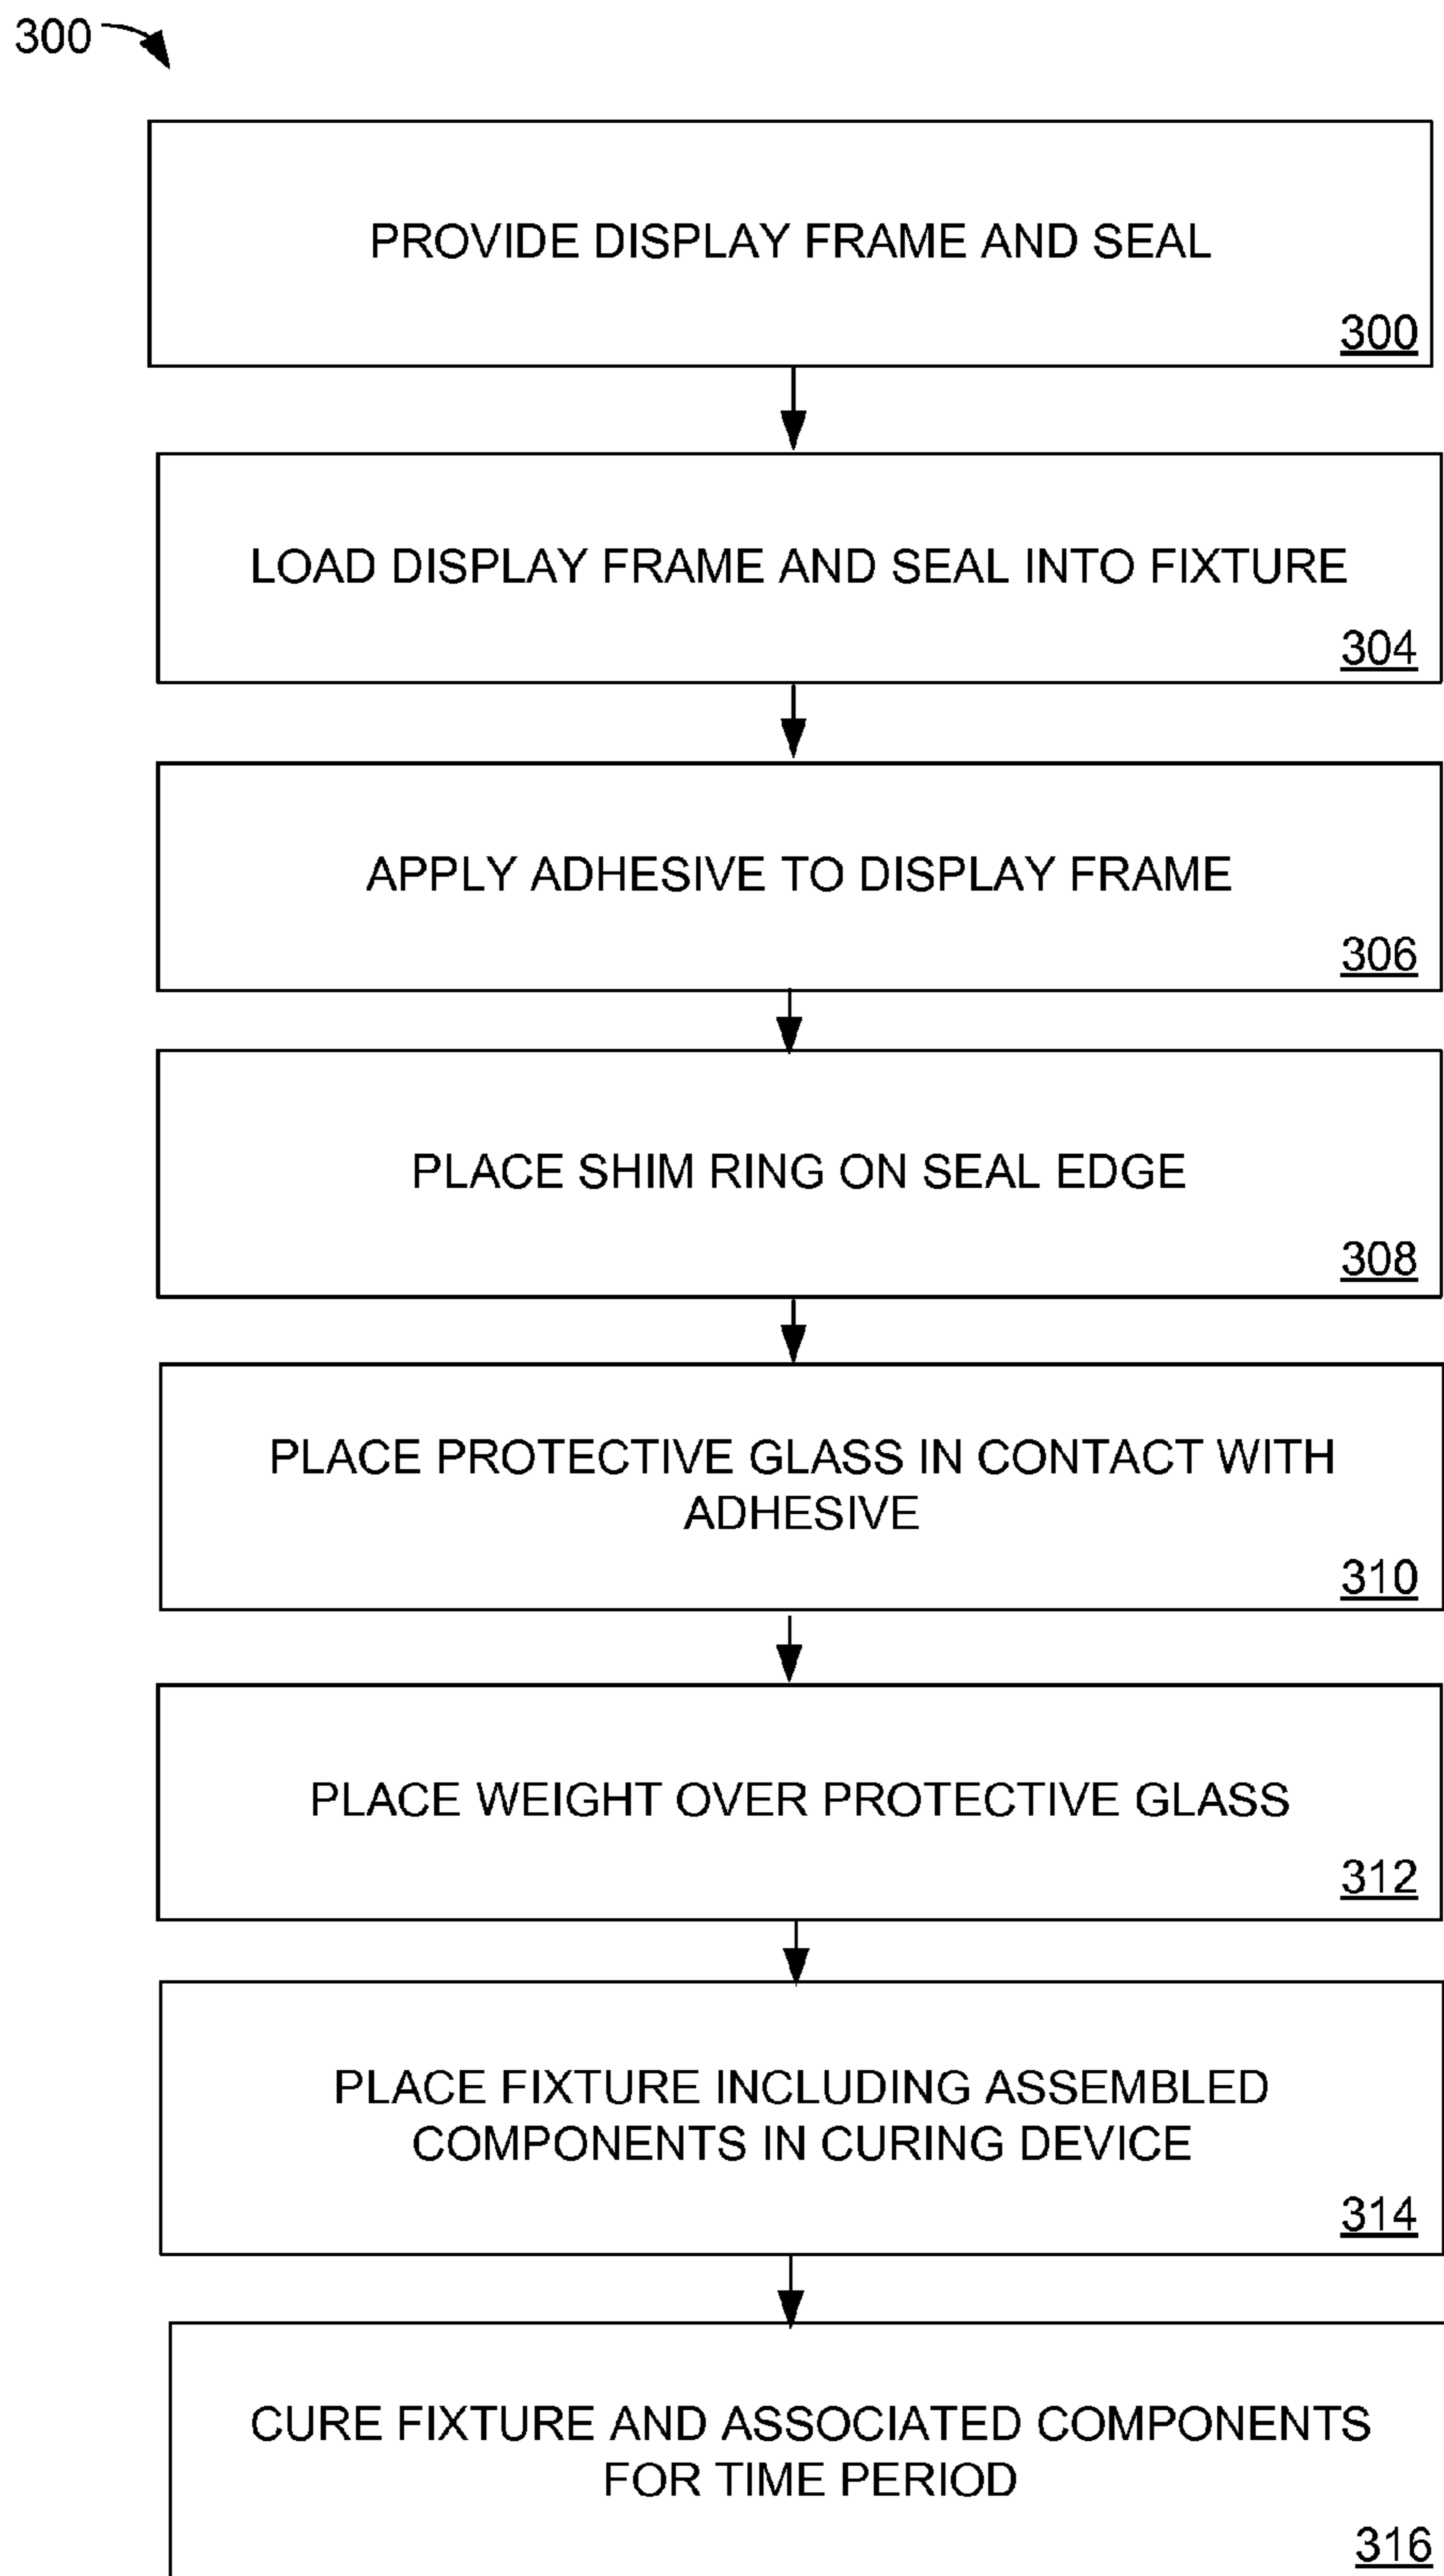 300
PROVIDE DISPLAY FRAME AND SEAL
300
LOAD DISPLAY FRAME AND SEAL INTO FIXTURE
304
APPLY ADHESIVE TO DISPLAY FRAME
306
PLACE SHIM RING ON SEAL EDGE
308
PLACE PROTECTIVE GLASS IN CONTACT WITH
ADHESIVE
310
PLACE WEIGHT OVER PROTECTIVE GLASS
312
PLACE FIXTURE INCLUDING ASSEMBLED
COMPONENTS IN CURING DEVICE
314
CURE FIXTURE AND ASSOCIATED COMPONENTS
FOR TIME PERIOD
316